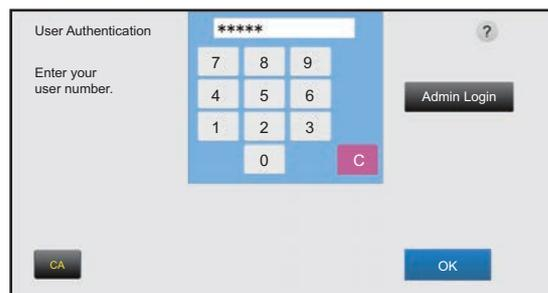 User Authentication
*****
?
Enter your
user number.
7 8 9
4 5 6
Admin Login
1 2 3
0 C
CA
OK